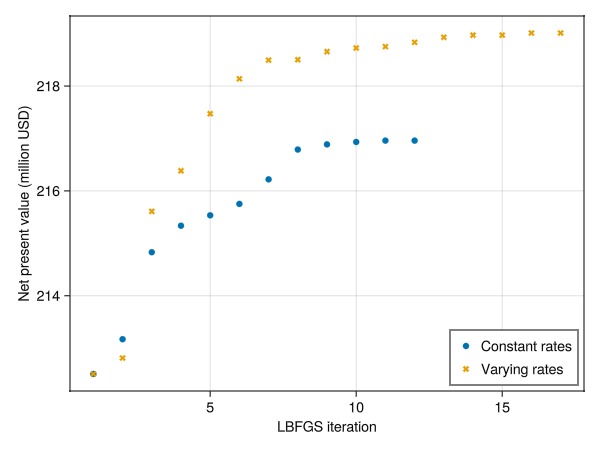 Net present value (million USD)
218
216
214
5
10
15
LBFGS iteration
Constant rates
Varying rates